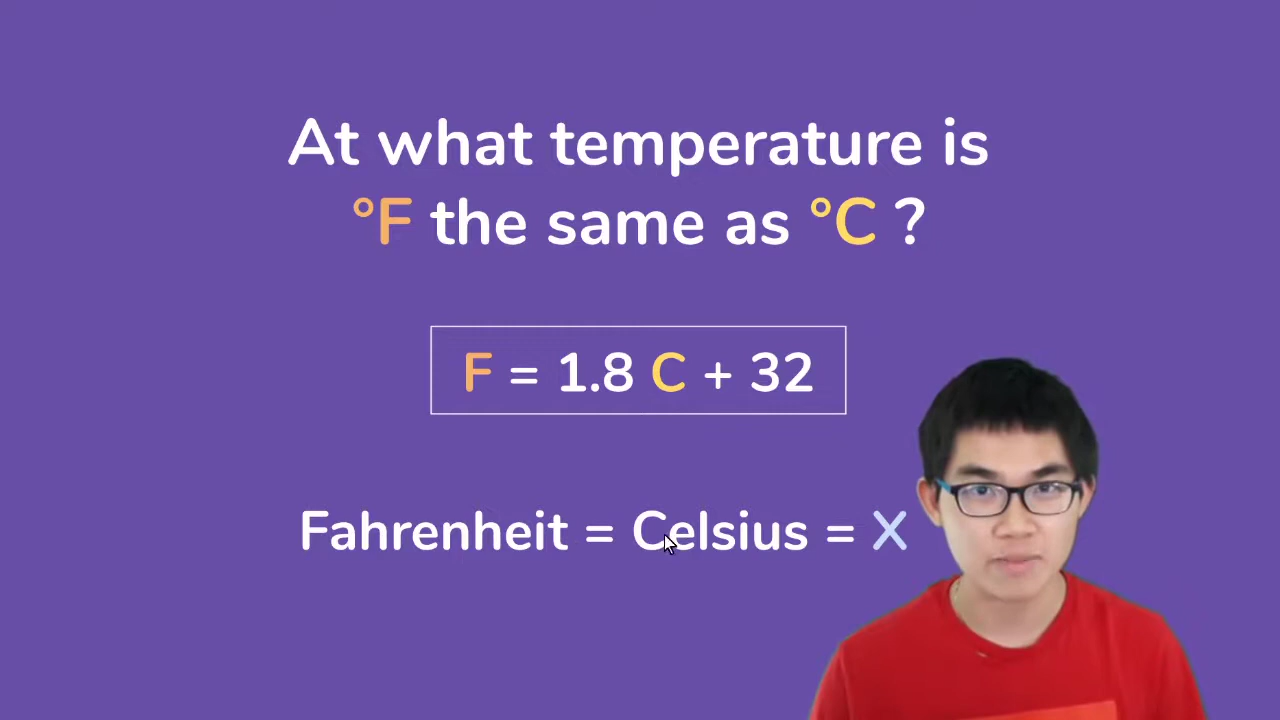 At what temperature is
°F the same as °C ?
F = 1.8 C + 32
Fahrenheit = Celsius = X